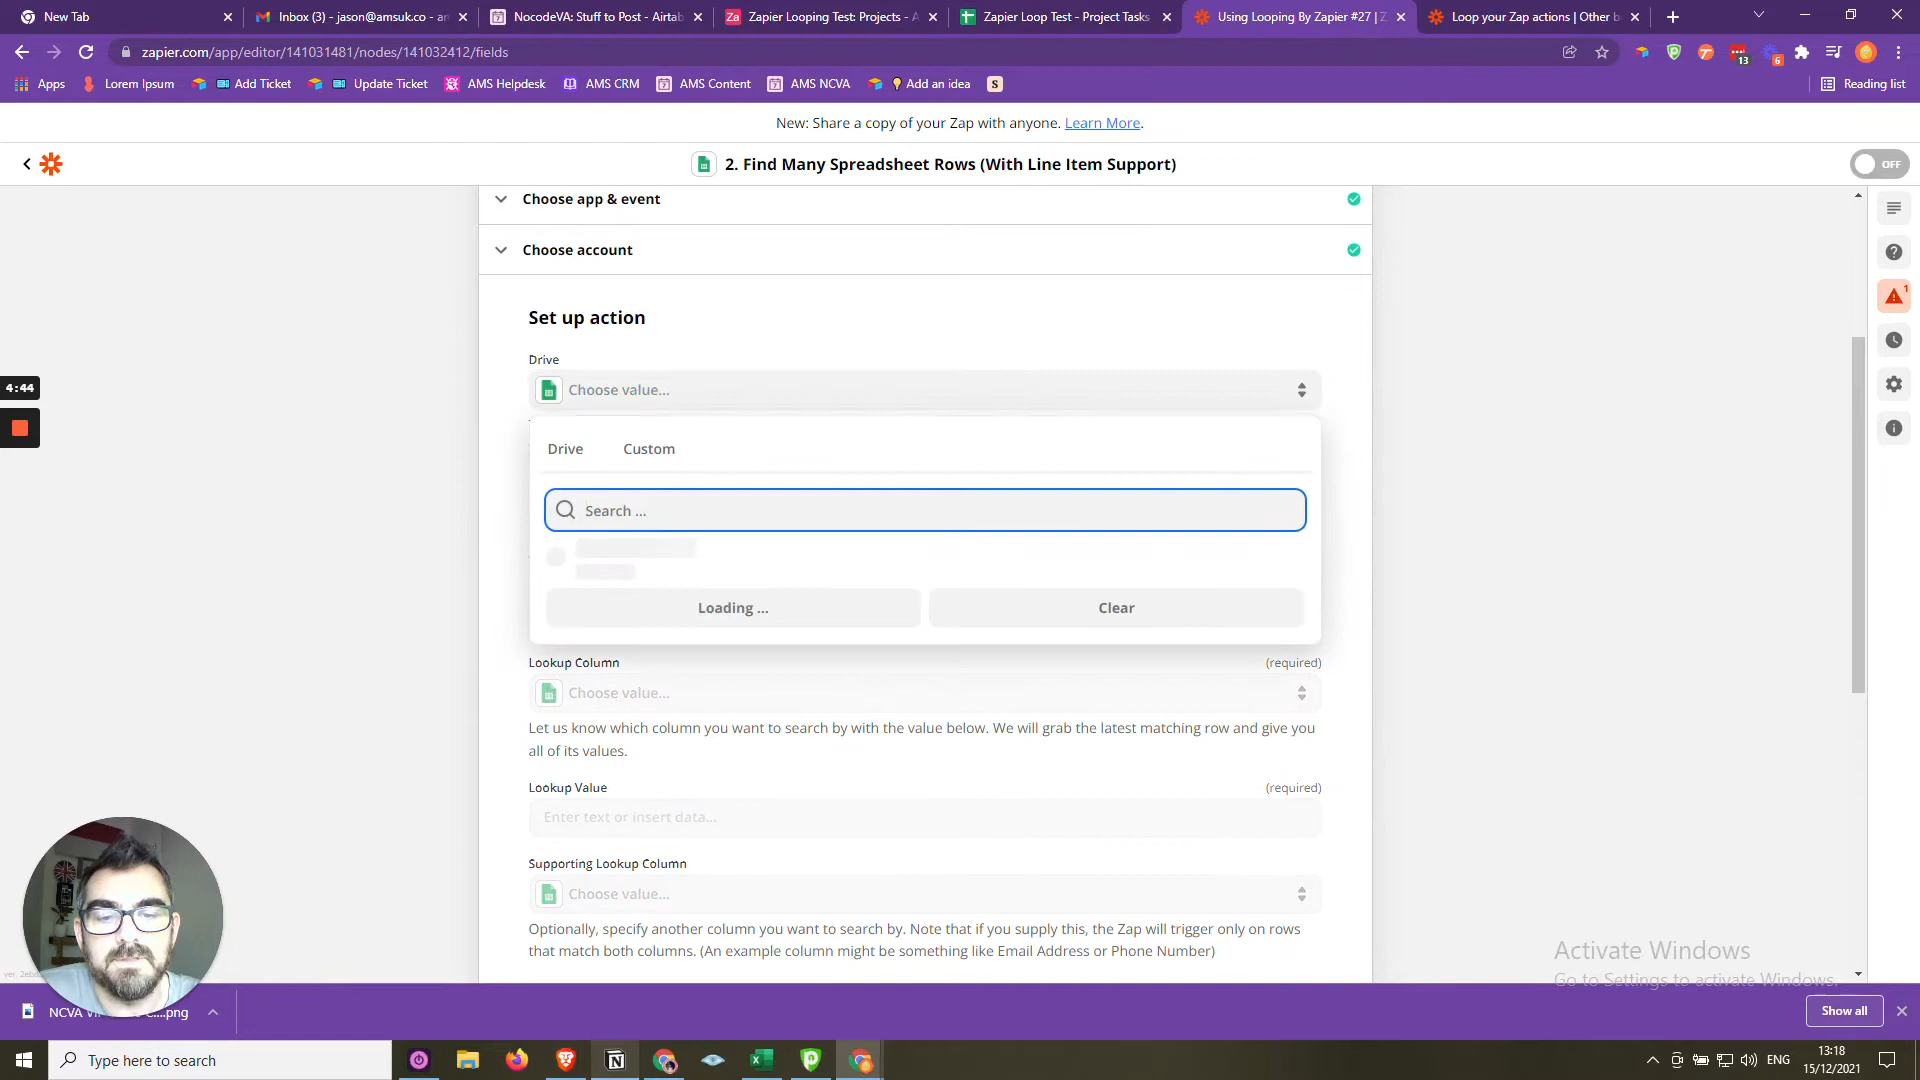 New Tab
Inbox (3) - jason@amsuk.co - an
NocodeVA: Stuff to Post - Airtab
Zapier Looping Test: Projects - A
Zapier Loop Test - Project Tasks
Using Looping By Zapier #27 | Z
Loop your Zap actions | Other b
zapier.com/app/editor/141031481/nodes/141032412/fields
13
6
Apps
Lorem Ipsum
Add Ticket
Update Ticket
AMS Helpdesk
AMS CRM
AMS Content
AMS NCVA
Add an idea
S
Reading list
New: Share a copy of your Zap with anyone. Learn More.
2. Find Many Spreadsheet Rows (With Line Item Support)
OFF
Choose app & event
Choose account
1
Set up action
Drive
4:44
Choose value...
Drive
Custom
Search ...
Loading ...
Clear
Lookup Column
(required)
Choose value...
Let us know which column you want to search by with the value below. We will grab the latest matching row and give you
all of its values.
Lookup Value
(required)
Enter text or insert data...
Supporting Lookup Column
Choose value...
Optionally, specify another column you want to search by. Note that if you supply this, the Zap will trigger only on rows
that match both columns. (An example column might be something like Email Address or Phone Number)
Activate Windows
Go to Settings to activate Windows.
Show all
Type here to search
ENG
13:18
15/12/2021